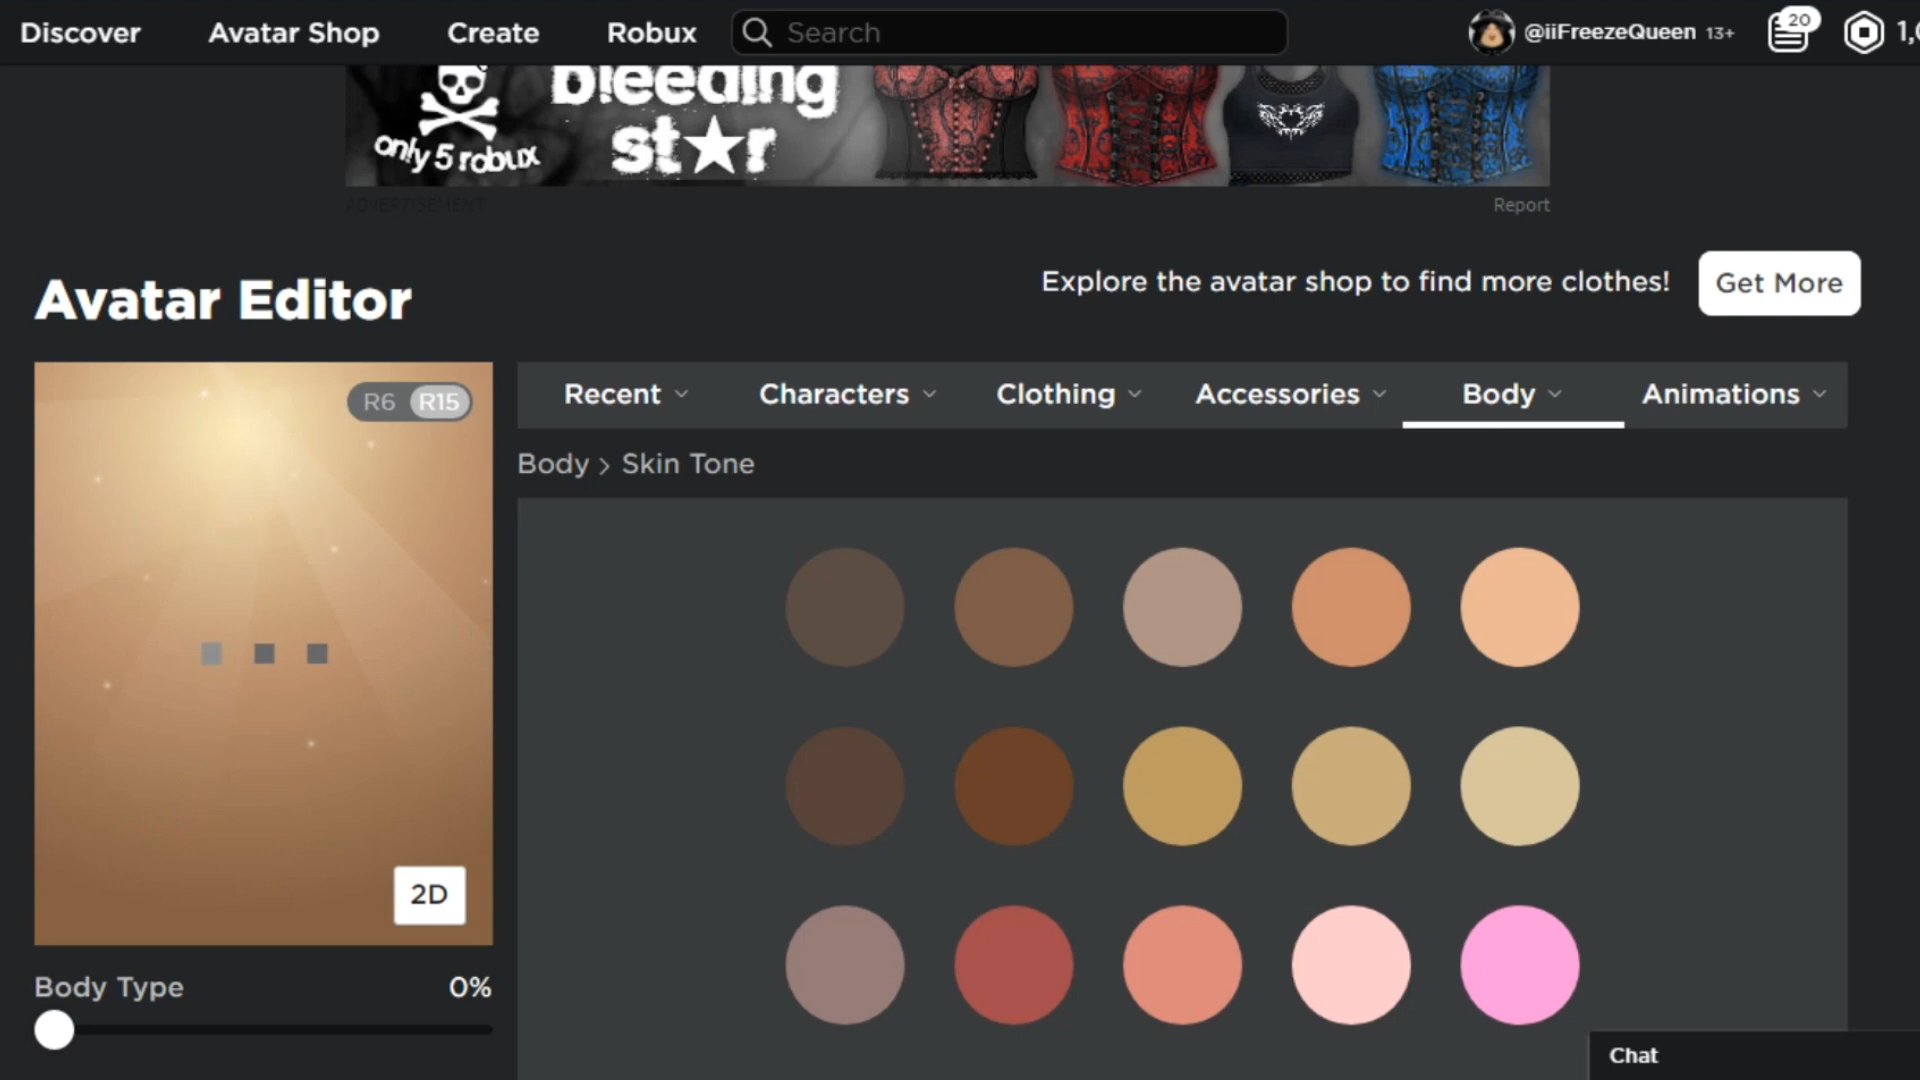 Discover Avatar Shop Create Robux Search @iiFreezeQueen 13+ 20
bleeding
only 5 robux star
ADVERTISEMENT Report
Explore the avatar shop to find more clothes! Get More
Avatar Editor
R6 R15 Recent Characters Clothing Accessories Body Animations
Body > Skin Tone
2D
Body Type 0%
Chat